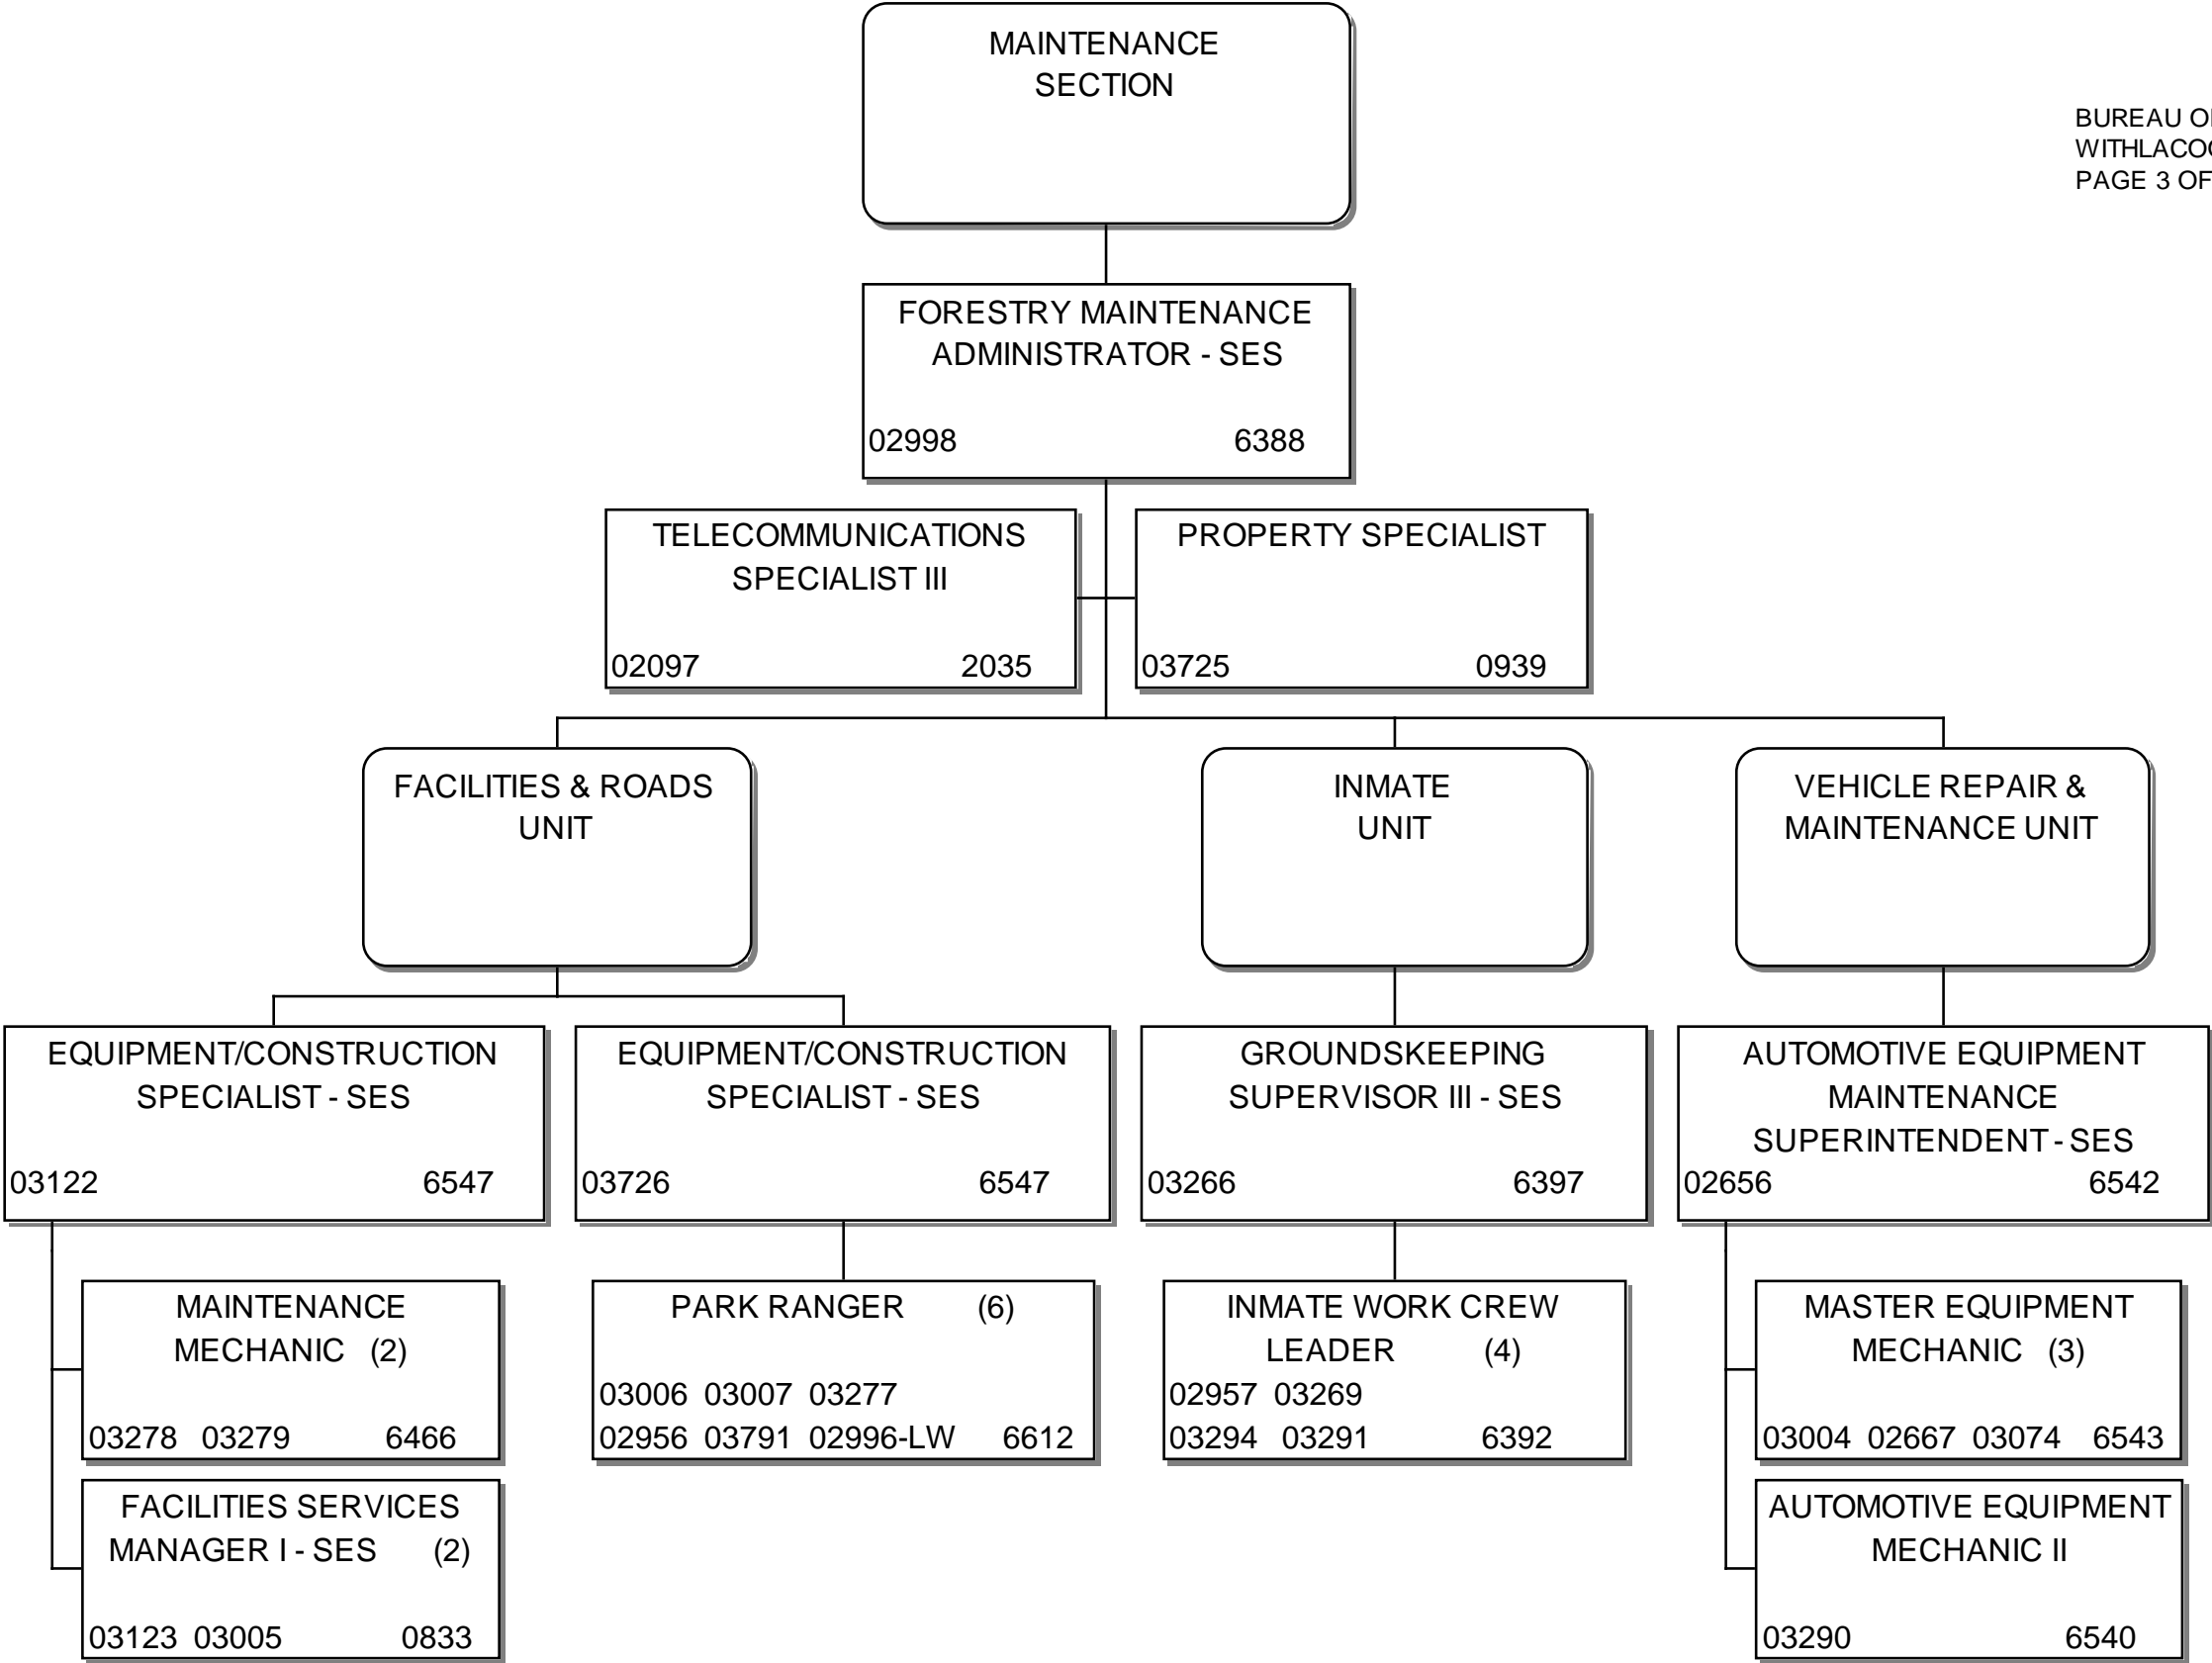 MAINTENANCE
SECTION
BUREAU
PAGE 3 OF
FORESTRY MAINTENANCE
ADMINISTRATOR - SES
02998 6388
TELECOMMUNICATIONS
SPECIALIST III
02097 2035
PROPERTY SPECIALIST
03725 0939
FACILITIES & ROADS
UNIT
INMATE
UNIT
VEHICLE REPAIR &
MAINTENANCE UNIT
EQUIPMENT/CONSTRUCTION
SPECIALIST - SES
03122 6547
EQUIPMENT/CONSTRUCTION
SPECIALIST - SES
03726 6547
GROUNDSKEEPING
SUPERVISOR III - SES
03266 6397
AUTOMOTIVE EQUIPMENT
MAINTENANCE
SUPERINTENDENT - SES
02656 6542
MAINTENANCE
MECHANIC (2)
03278 03279 6466
PARK RANGER (6)
03006 03007 03277
02956 03791 02996-LW 6612
INMATE WORK CREW
LEADER (4)
02957 03269
03294 03291 6392
MASTER EQUIPMENT
MECHANIC (3)
03004 02667 03074 6543
FACILITIES SERVICES
MANAGER I - SES (2)
03123 03005 0833
AUTOMOTIVE EQUIPMENT
MECHANIC II
03290 6540